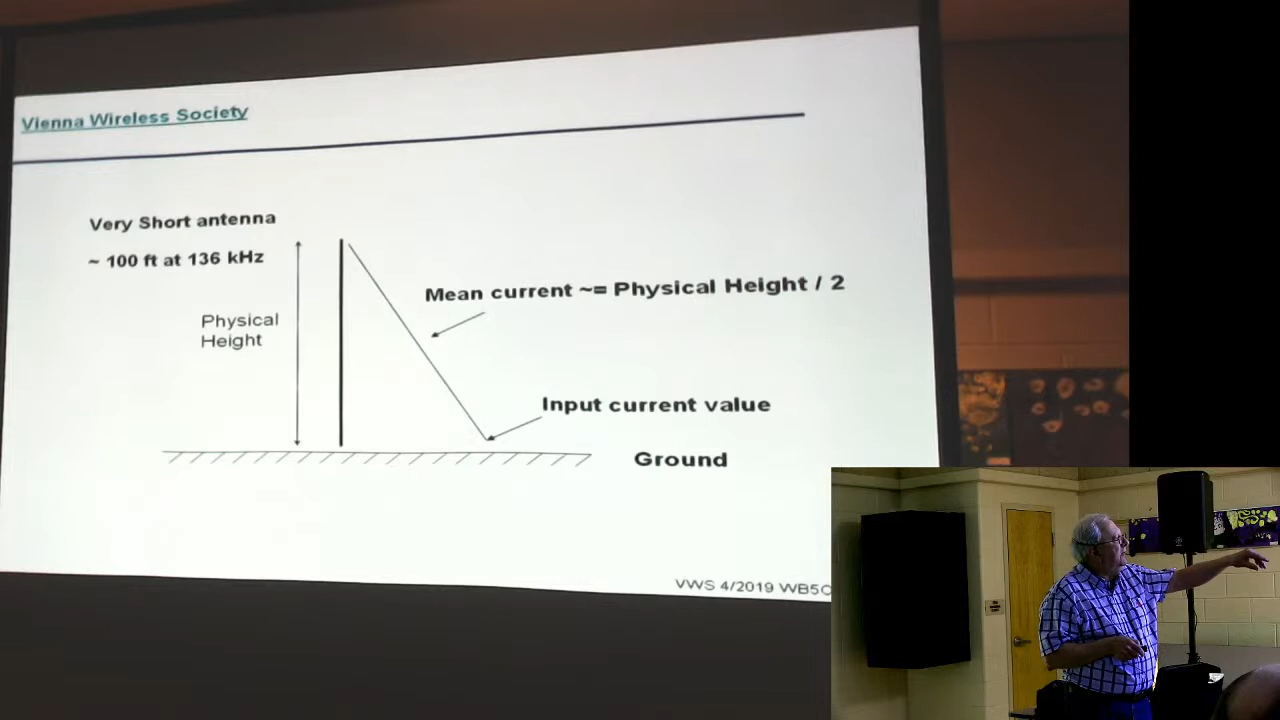 Vienna Wireless Society
Very Short antenna
~ 100 ft at 136 kHz
Physical
Height
Mean current ~= Physical Height / 2
Input current value
Ground
VWS 4/2019